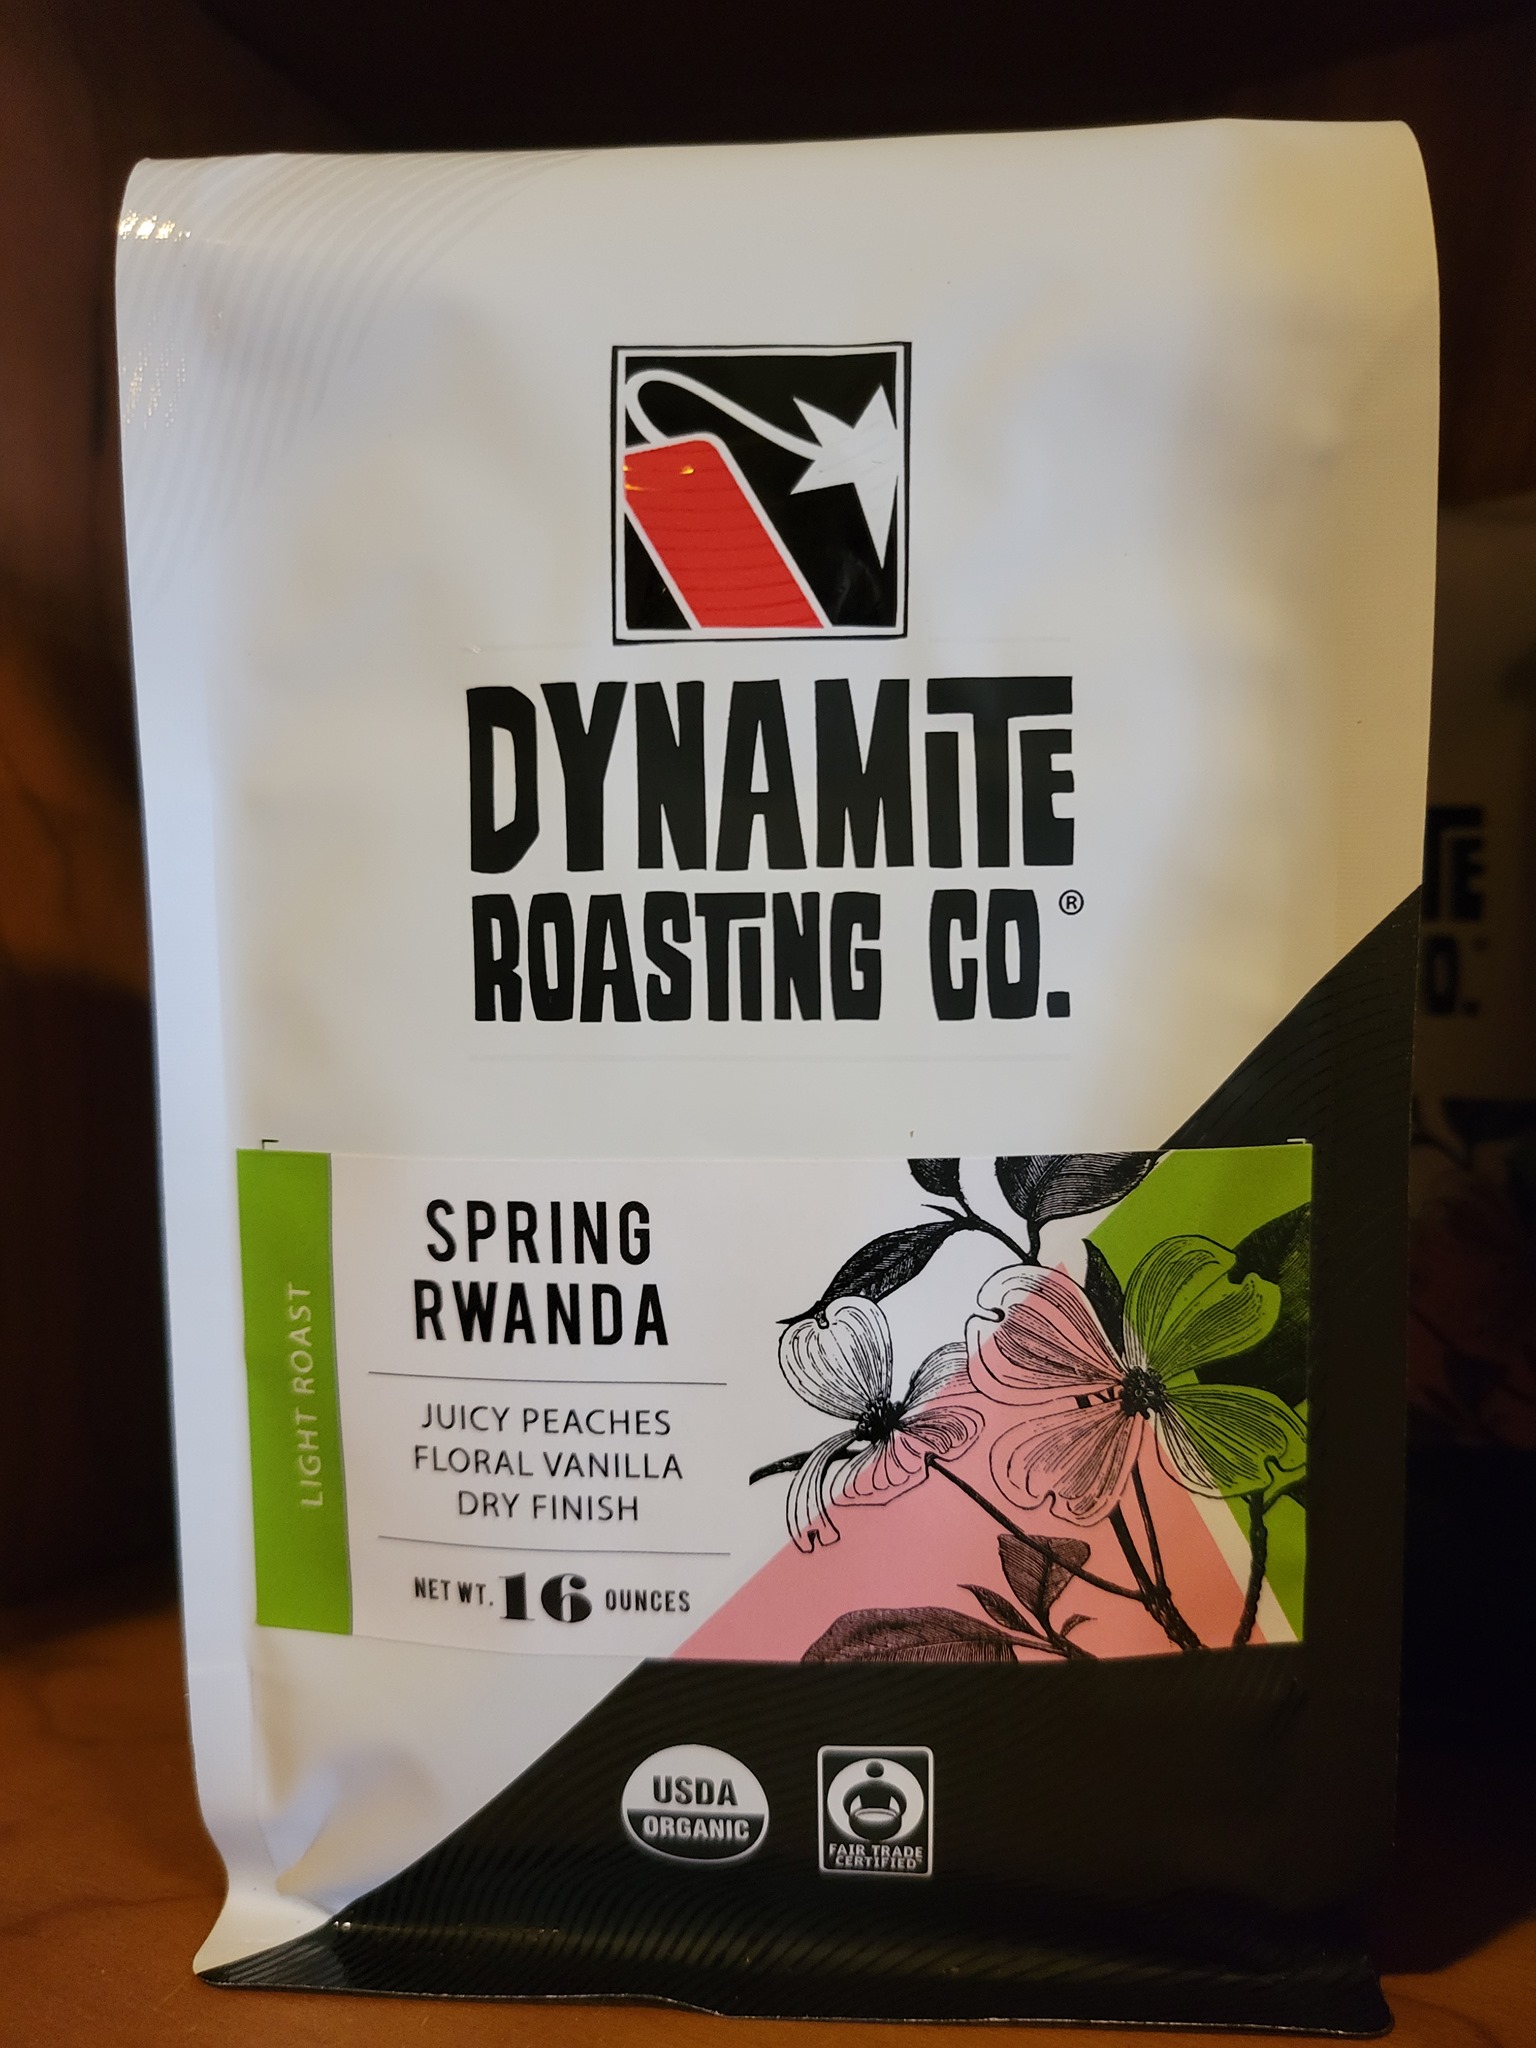 DYNAMITE
ROASTING CO.®
LIGHT ROAST
SPRING
RWANDA
JUICY PEACHES
FLORAL VANILLA
DRY FINISH
NET WT. 16 OUNCES
USDA
ORGANIC
FAIR TRADE
CERTIFIED™